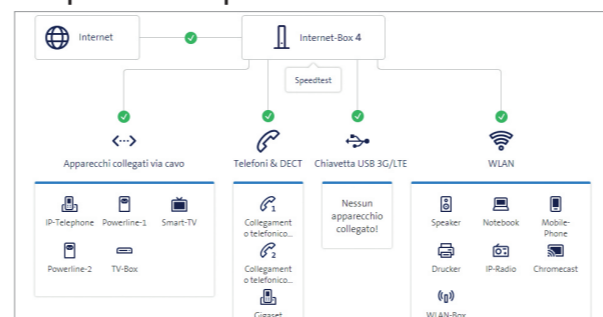 Internet
Internet-Box 4
Speedtest
Apparecchi collegati via cavo
Telefoni & DECT
Chiavetta USB 3G/LTE
WLAN
IP-Telephone
Powerline-1
Smart-TV
Powerline-2
TV-Box
1
Collegament
o telefonico...
2
Collegament
o telefonico...
Gigaset
Nessun
apparecchio
collegato!
Speaker
Notebook
Mobile-
Phone
Drucker
IP-Radio
Chromecast
WLAN-Box